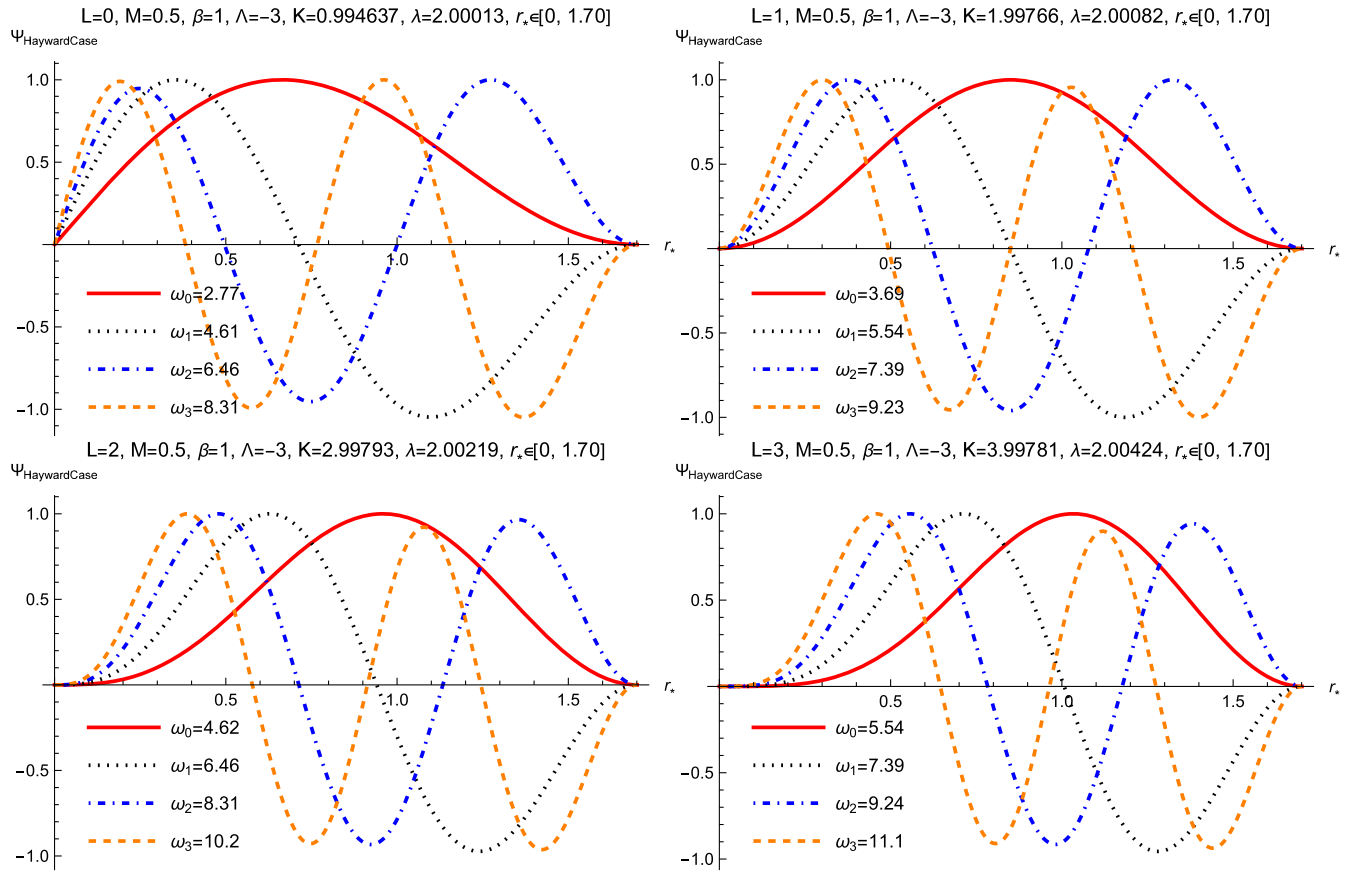 L=0, M=0.5, β=1, Λ=−3, K=0.994637, λ=2.00013, r*∈[0, 1.70]
Ψ_HaywardCase
1.0
0.5
−0.5
−1.0
0.5
1.0
1.5
r*
ω₀=2.77
ω₁=4.61
ω₂=6.46
ω₃=8.31
L=1, M=0.5, β=1, Λ=−3, K=1.99766, λ=2.00082, r*∈[0, 1.70]
Ψ_HaywardCase
1.0
0.5
−0.5
−1.0
0.5
1.0
1.5
r*
ω₀=3.69
ω₁=5.54
ω₂=7.39
ω₃=9.23
L=2, M=0.5, β=1, Λ=−3, K=2.99793, λ=2.00219, r*∈[0, 1.70]
Ψ_HaywardCase
1.0
0.5
−0.5
−1.0
0.5
1.0
1.5
r*
ω₀=4.62
ω₁=6.46
ω₂=8.31
ω₃=10.2
L=3, M=0.5, β=1, Λ=−3, K=3.99781, λ=2.00424, r*∈[0, 1.70]
Ψ_HaywardCase
1.0
0.5
−0.5
−1.0
0.5
1.0
1.5
r*
ω₀=5.54
ω₁=7.39
ω₂=9.24
ω₃=11.1